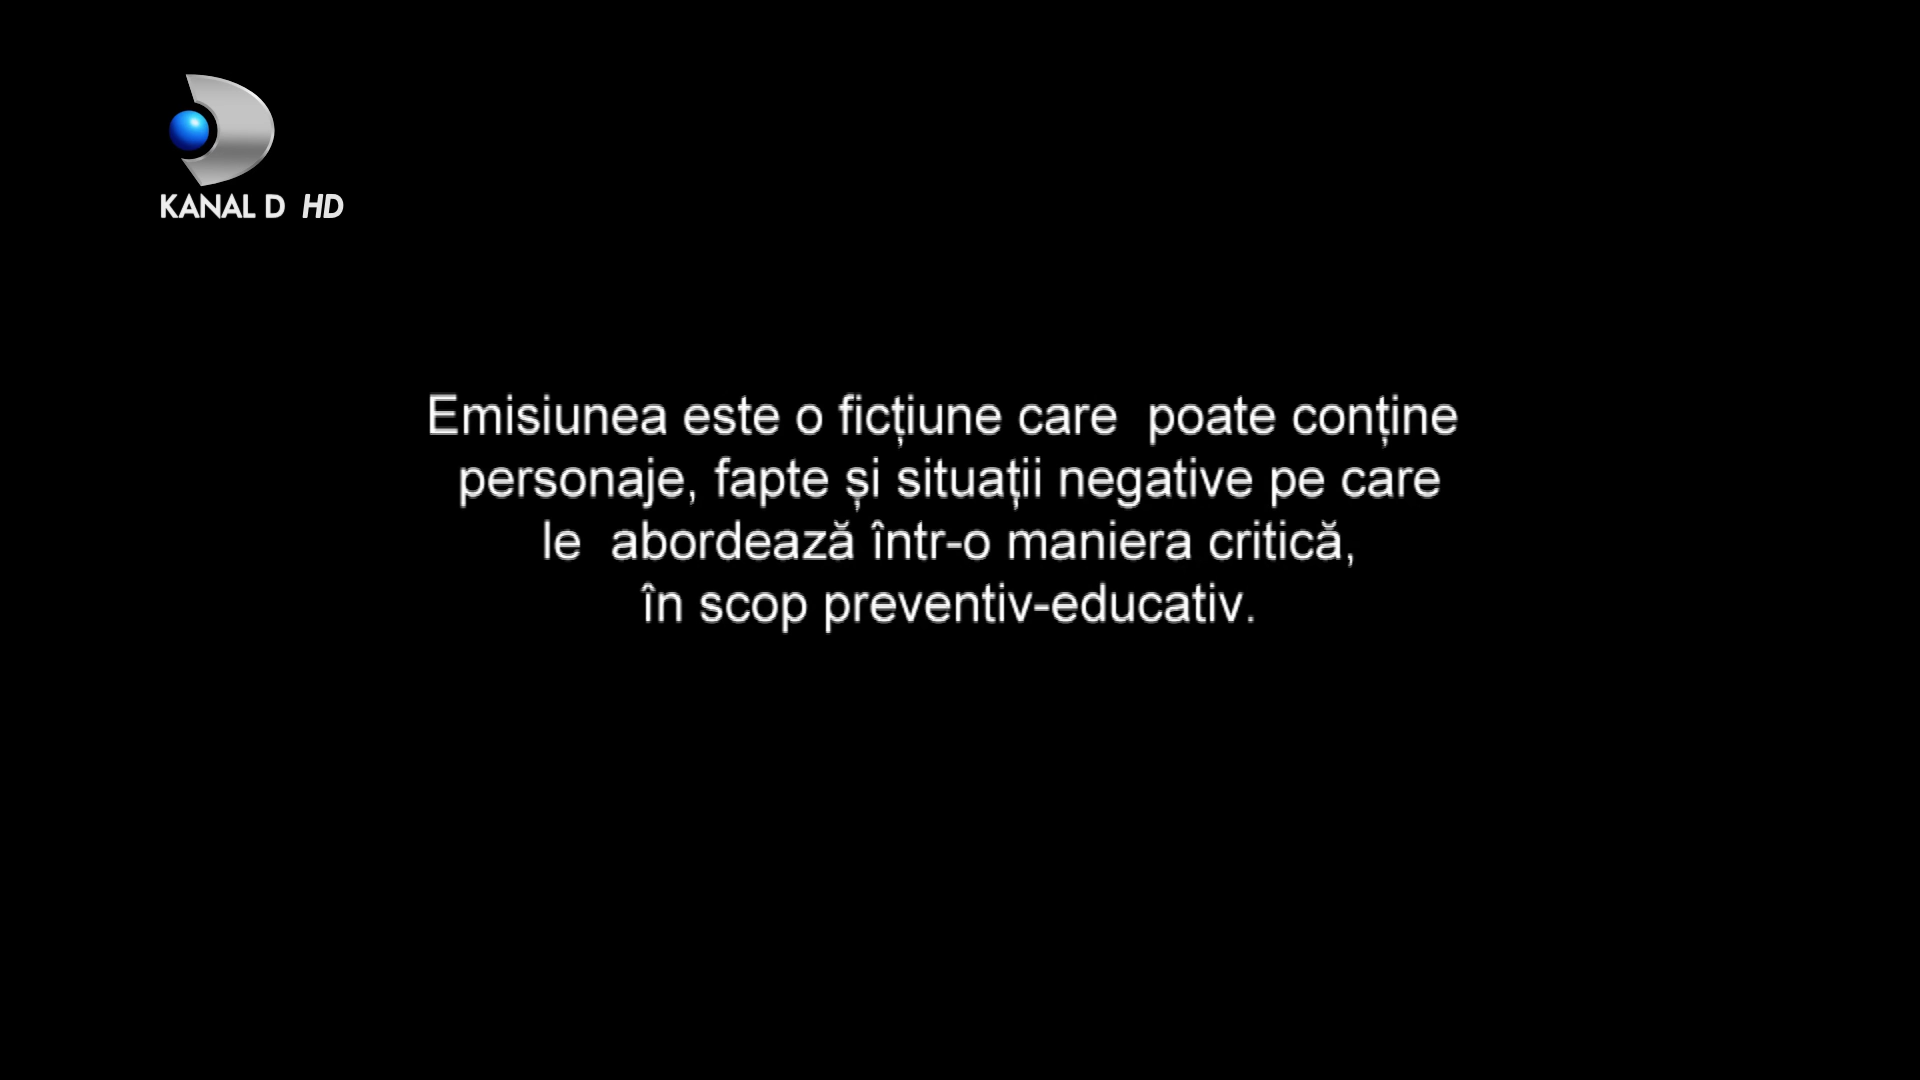 KANAL D HD
Emisiunea este o ficțiune care  poate conține
personaje, fapte și situații negative pe care
le  abordează într-o maniera critică,
în scop preventiv-educativ.